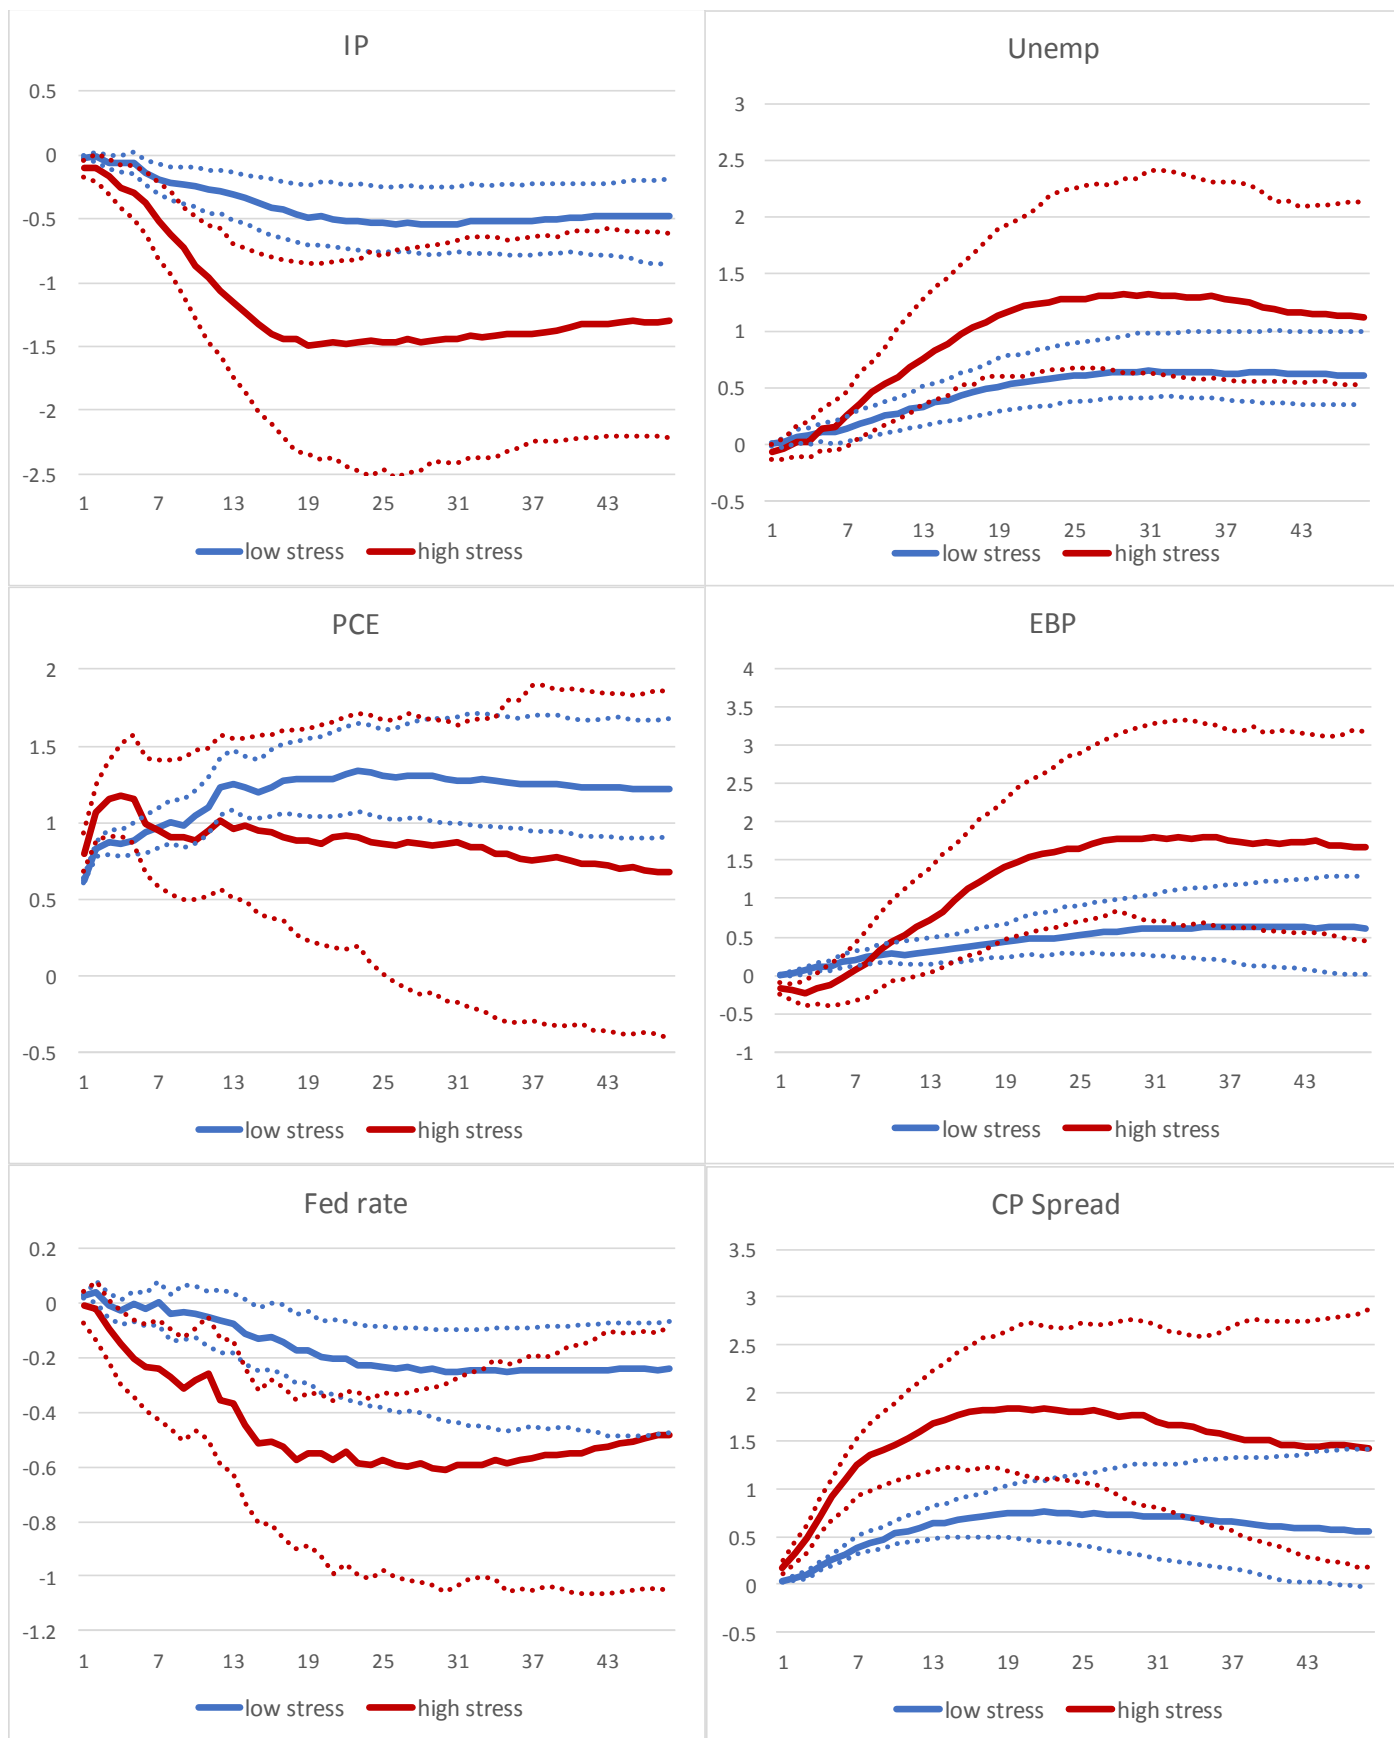 IP
0.5
0
-0.5
-1
-1.5
-2
-2.5
1 7 13 19 25 31 37 43
low stress high stress
Unemp
3
2.5
2
1.5
1
0.5
0
-0.5
1 7 13 19 25 31 37 43
low stress high stress
PCE
2
1.5
1
0.5
0
-0.5
1 7 13 19 25 31 37 43
low stress high stress
EBP
4
3.5
3
2.5
2
1.5
1
0.5
0
-0.5
-1
1 7 13 19 25 31 37 43
low stress high stress
Fed rate
0.2
0
-0.2
-0.4
-0.6
-0.8
-1
-1.2
1 7 13 19 25 31 37 43
low stress high stress
CP Spread
3.5
3
2.5
2
1.5
1
0.5
0
-0.5
1 7 13 19 25 31 37 43
low stress high stress